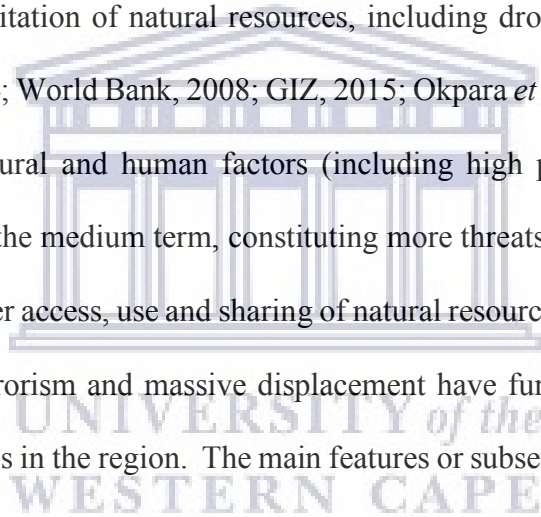 itation of natural resources, including dro
; World Bank, 2008; GIZ, 2015; Okpara et
ural and human factors (including high p
the medium term, constituting more threats
er access, use and sharing of natural resourc
rorism and massive displacement have fur
UNIVERSITY of the
s in the region. The main features or subse
WESTERN CAPE